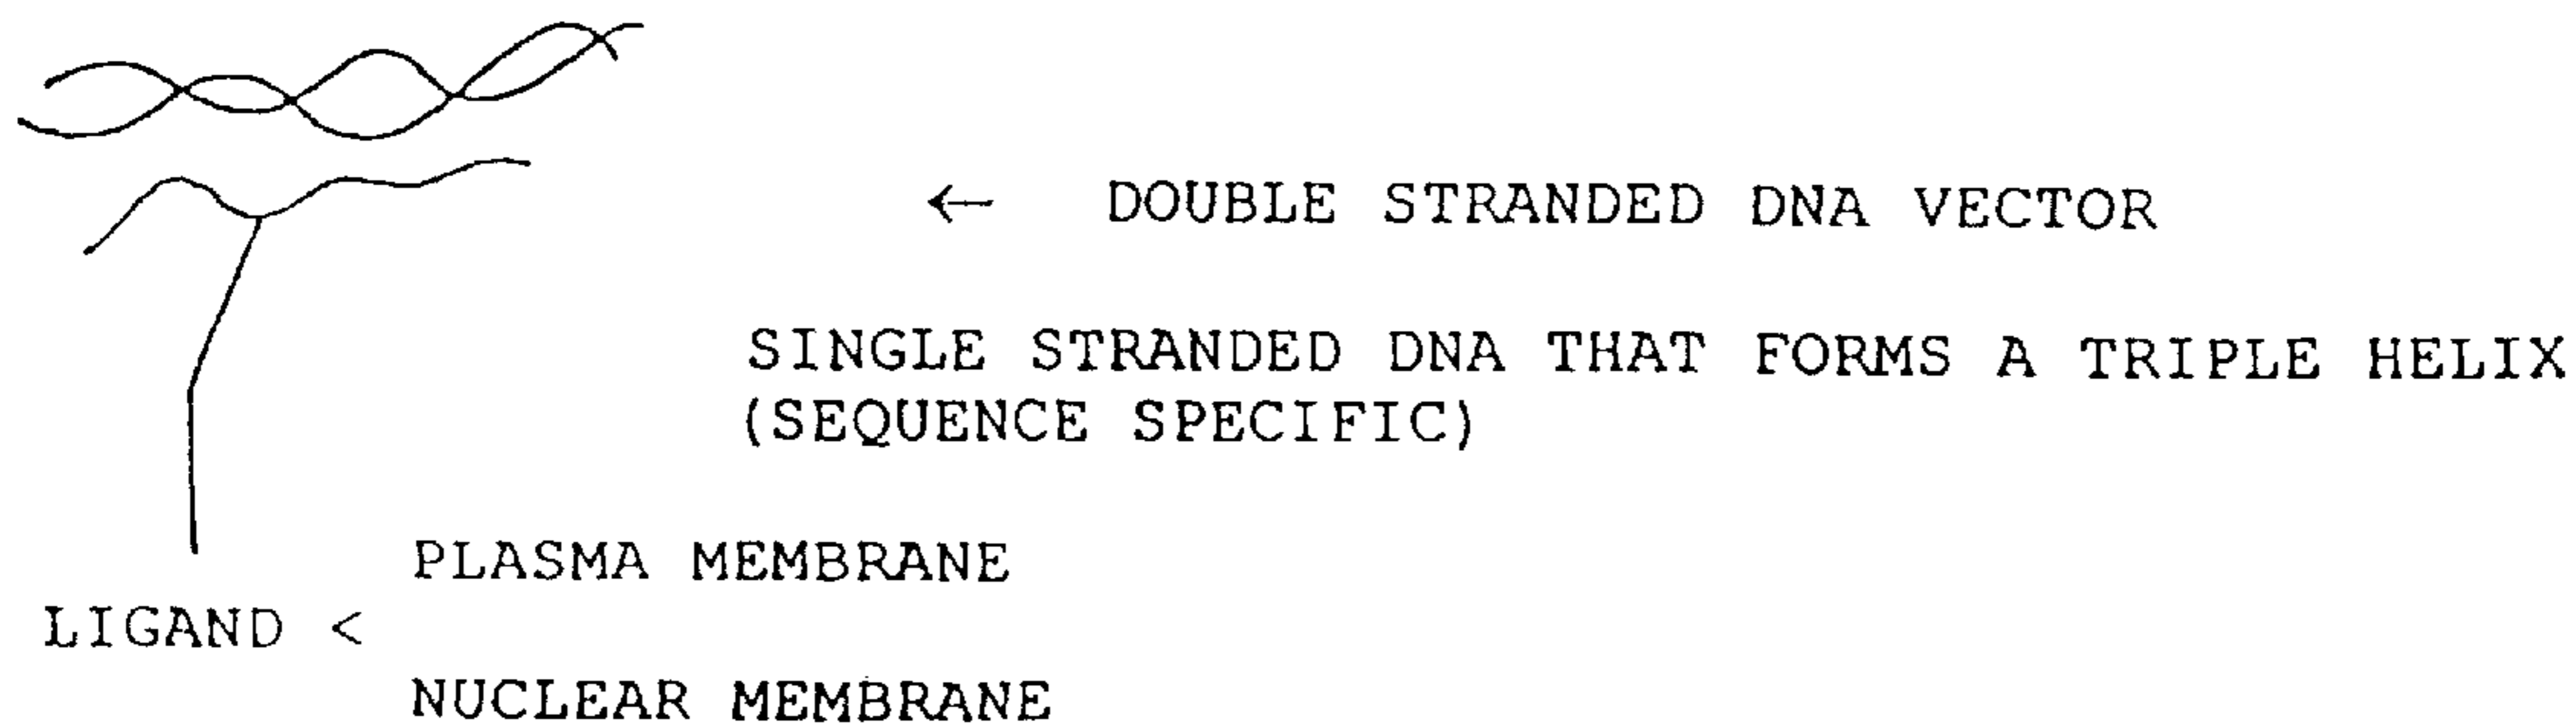 ← DOUBLE STRANDED DNA VECTOR
SINGLE STRANDED DNA THAT FORMS A TRIPLE HELIX
(SEQUENCE SPECIFIC)
PLASMA MEMBRANE
LIGAND <
NUCLEAR MEMBRANE